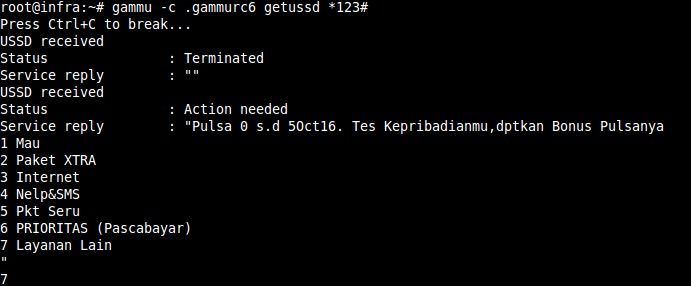 root@infra:~# gammu -c .gammurc6 getussd *123#
Press Ctrl+C to break...
USSD received
Status               : Terminated
Service reply        : ""
USSD received
Status               : Action needed
Service reply        : "Pulsa 0 s.d 5Oct16. Tes Kepribadianmu,dptkan Bonus Pulsanya
1 Mau
2 Paket XTRA
3 Internet
4 Nelp&SMS
5 Pkt Seru
6 PRIORITAS (Pascabayar)
7 Layanan Lain
"
7